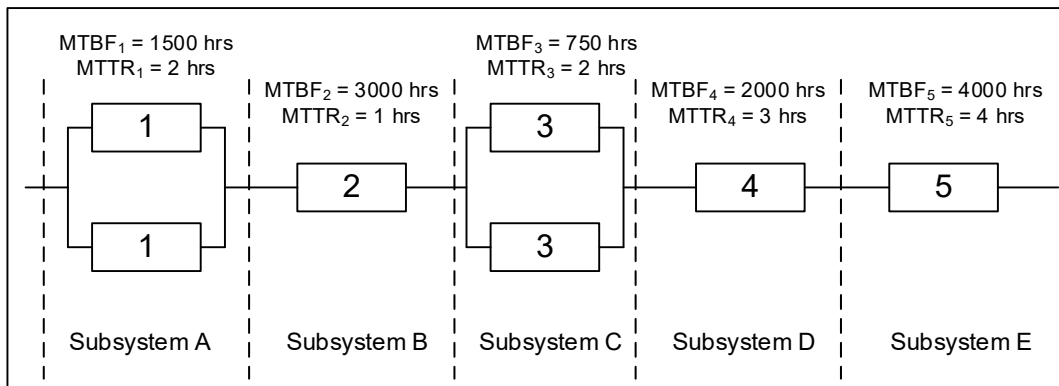 MTBF₁ = 1500 hrs
MTTR₁ = 2 hrs
MTBF₂ = 3000 hrs
MTTR₂ = 1 hrs
MTBF₃ = 750 hrs
MTTR₃ = 2 hrs
MTBF₄ = 2000 hrs
MTTR₄ = 3 hrs
MTBF₅ = 4000 hrs
MTTR₅ = 4 hrs
1
1
2
3
3
4
5
Subsystem A
Subsystem B
Subsystem C
Subsystem D
Subsystem E